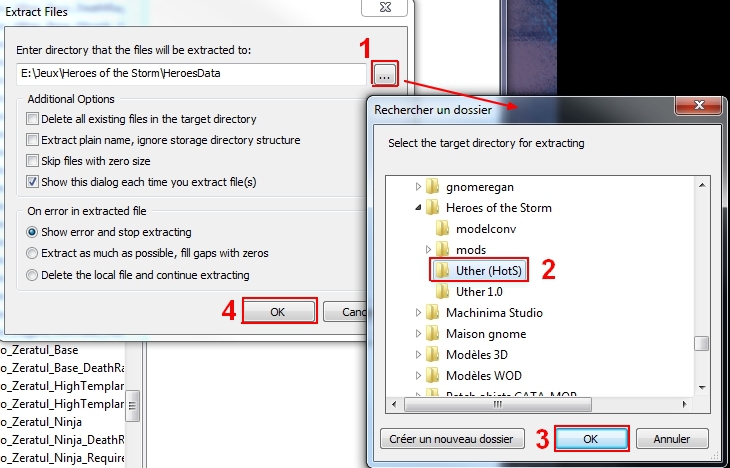 Extract Files
Enter directory that the files will be extracted to:
1
E:\Jeux\Heroes of the Storm\HeroesData
...
Additional Options
Delete all existing files in the target directory
Extract plain name, ignore storage directory structure
Skip files with zero size
Show this dialog each time you extract file(s)
On error in extracted file
Show error and stop extracting
Extract as much as possible, fill gaps with zeros
Delete the local file and continue extracting
4
OK
Canc
o_Zeratul_Base
o_Zeratul_Base_DeathRa
o_Zeratul_HighTemplar
o_Zeratul_HighTemplar
o_Zeratul_Ninja
o_Zeratul_Ninja_DeathR
o_Zeratul_Ninja_Require
Rechercher un dossier
Select the target directory for extracting
gnomeregan
Heroes of the Storm
modelconv
mods
Uther (HotS)
2
Uther 1.0
Machinima Studio
Maison gnome
Modèles 3D
Modèles WOD
Patch objets CATA-MOP
Créer un nouveau dossier
3
OK
Annuler